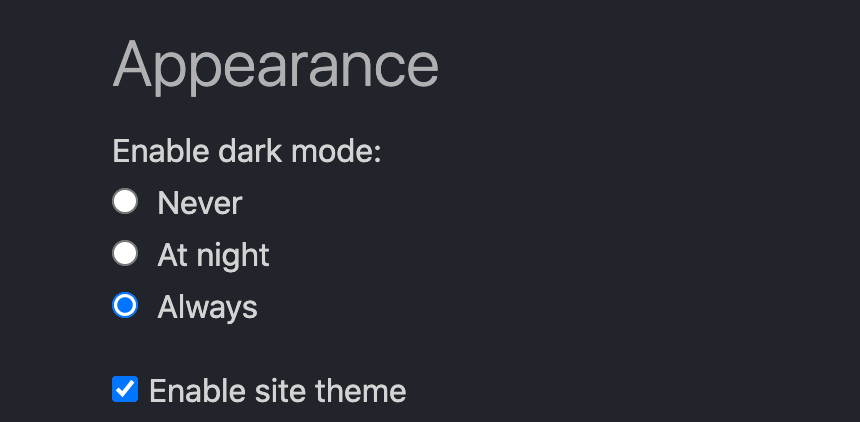 Appearance
Enable dark mode:
Never
At night
Always
Enable site theme